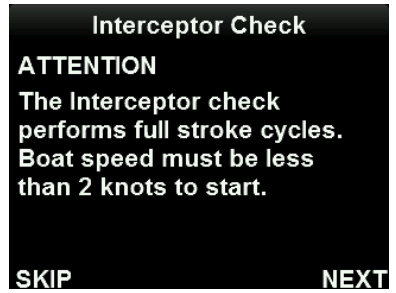 Interceptor Check
ATTENTION
The Interceptor check
performs full stroke cycles.
Boat speed must be less
than 2 knots to start.
SKIP NEXT